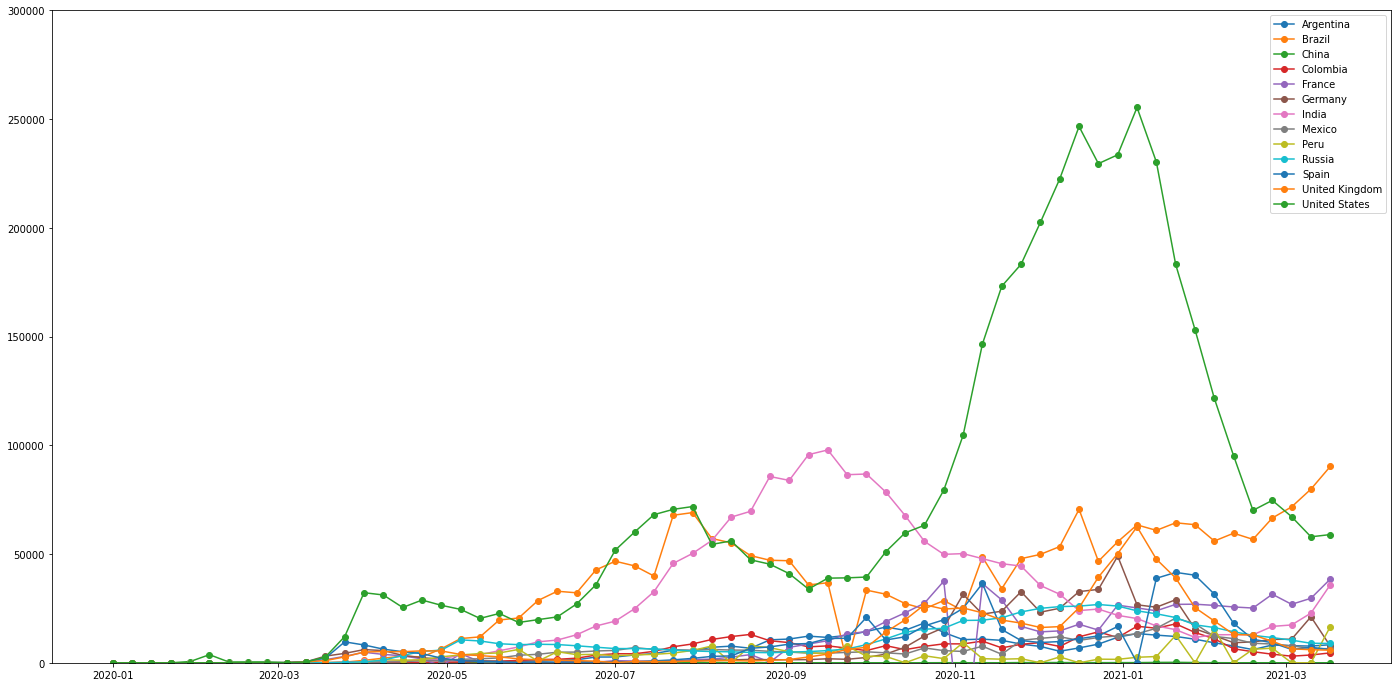 300000
250000
200000
150000
100000
50000
0
2020-01
2020-03
2020-05
2020-07
2020-09
2020-11
2021-01
2021-03
Argentina
Brazil
China
Colombia
France
Germany
India
Mexico
Peru
Russia
Spain
United Kingdom
United States